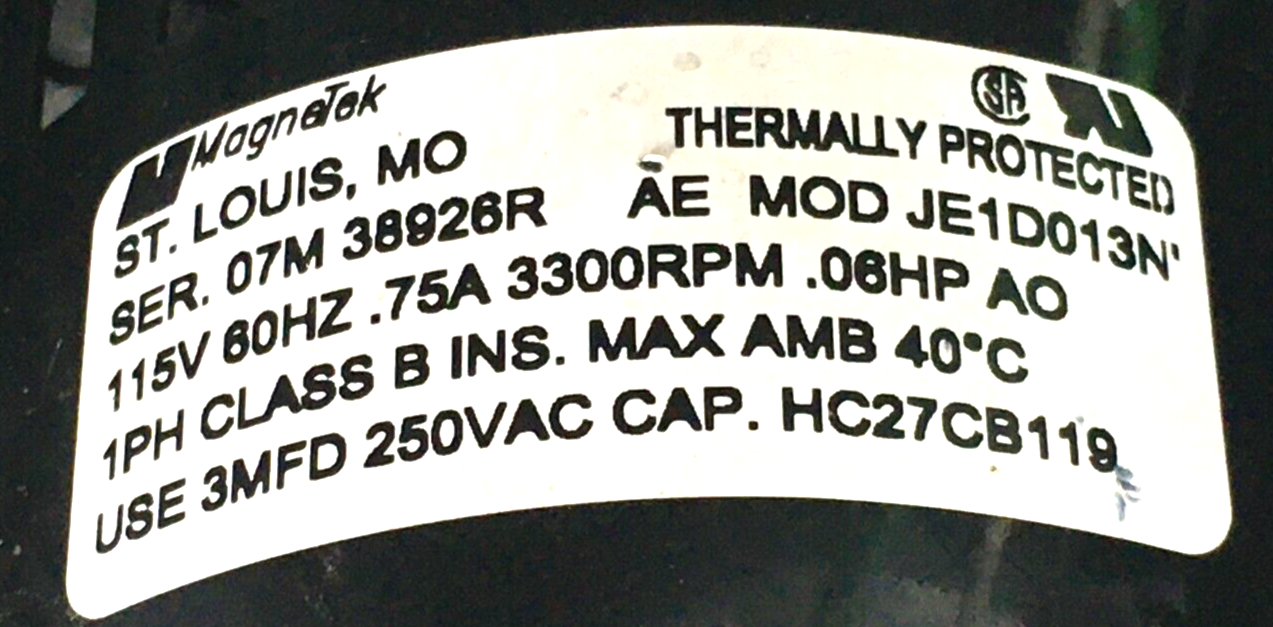 MagneTek
ST. LOUIS, MO THERMALLY PROTECTED
SER. 07M 38926R AE MOD JE1D013N
115V 60HZ .75A 3300RPM .06HP AO
1PH CLASS B INS. MAX AMB 40°C
USE 3MFD 250VAC CAP. HC27CB119